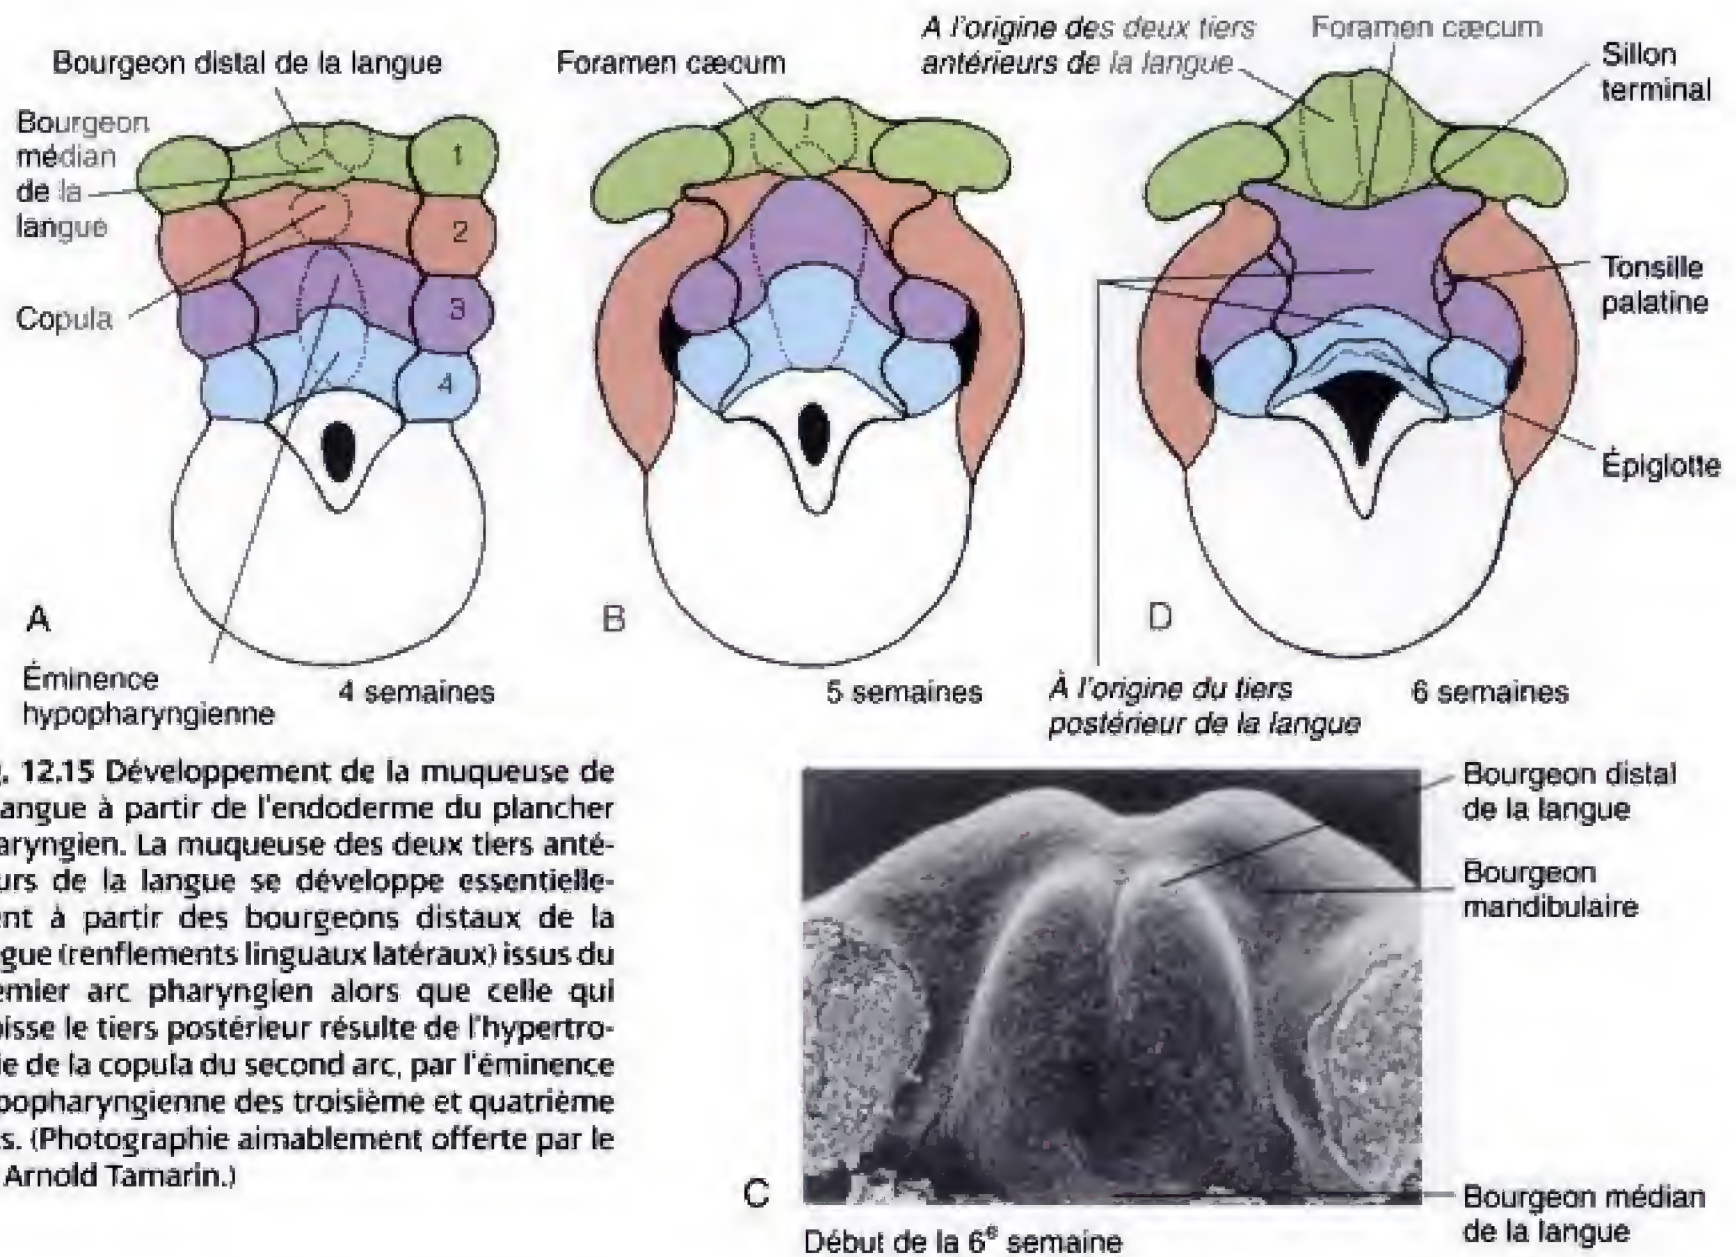 Bourgeon distal de la langue
Bourgeon
médian
de la
langue
Copula
1
2
3
4
A
Éminence
hypopharyngienne
4 semaines
Foramen cæcum
B
5 semaines
A l'origine des deux tiers
antérieurs de la langue
Foramen cæcum
Sillon
terminal
Tonsille
palatine
Épiglotte
D
À l'origine du tiers
postérieur de la langue
6 semaines
. 12.15 Développement de la muqueuse de
angue à partir de l'endoderme du plancher
aryngien. La muqueuse des deux tiers anté-
urs de la langue se développe essentielle-
nt à partir des bourgeons distaux de la
gue (renflements linguaux latéraux) issus du
emier arc pharyngien alors que celle qui
oisse le tiers postérieur résulte de l'hypertro-
ie de la copula du second arc, par l'éminence
popharyngienne des troisième et quatrième
s. (Photographie aimablement offerte par le
Arnold Tamarin.)
Bourgeon distal
de la langue
Bourgeon
mandibulaire
Bourgeon médian
de la langue
C
Début de la 6e semaine